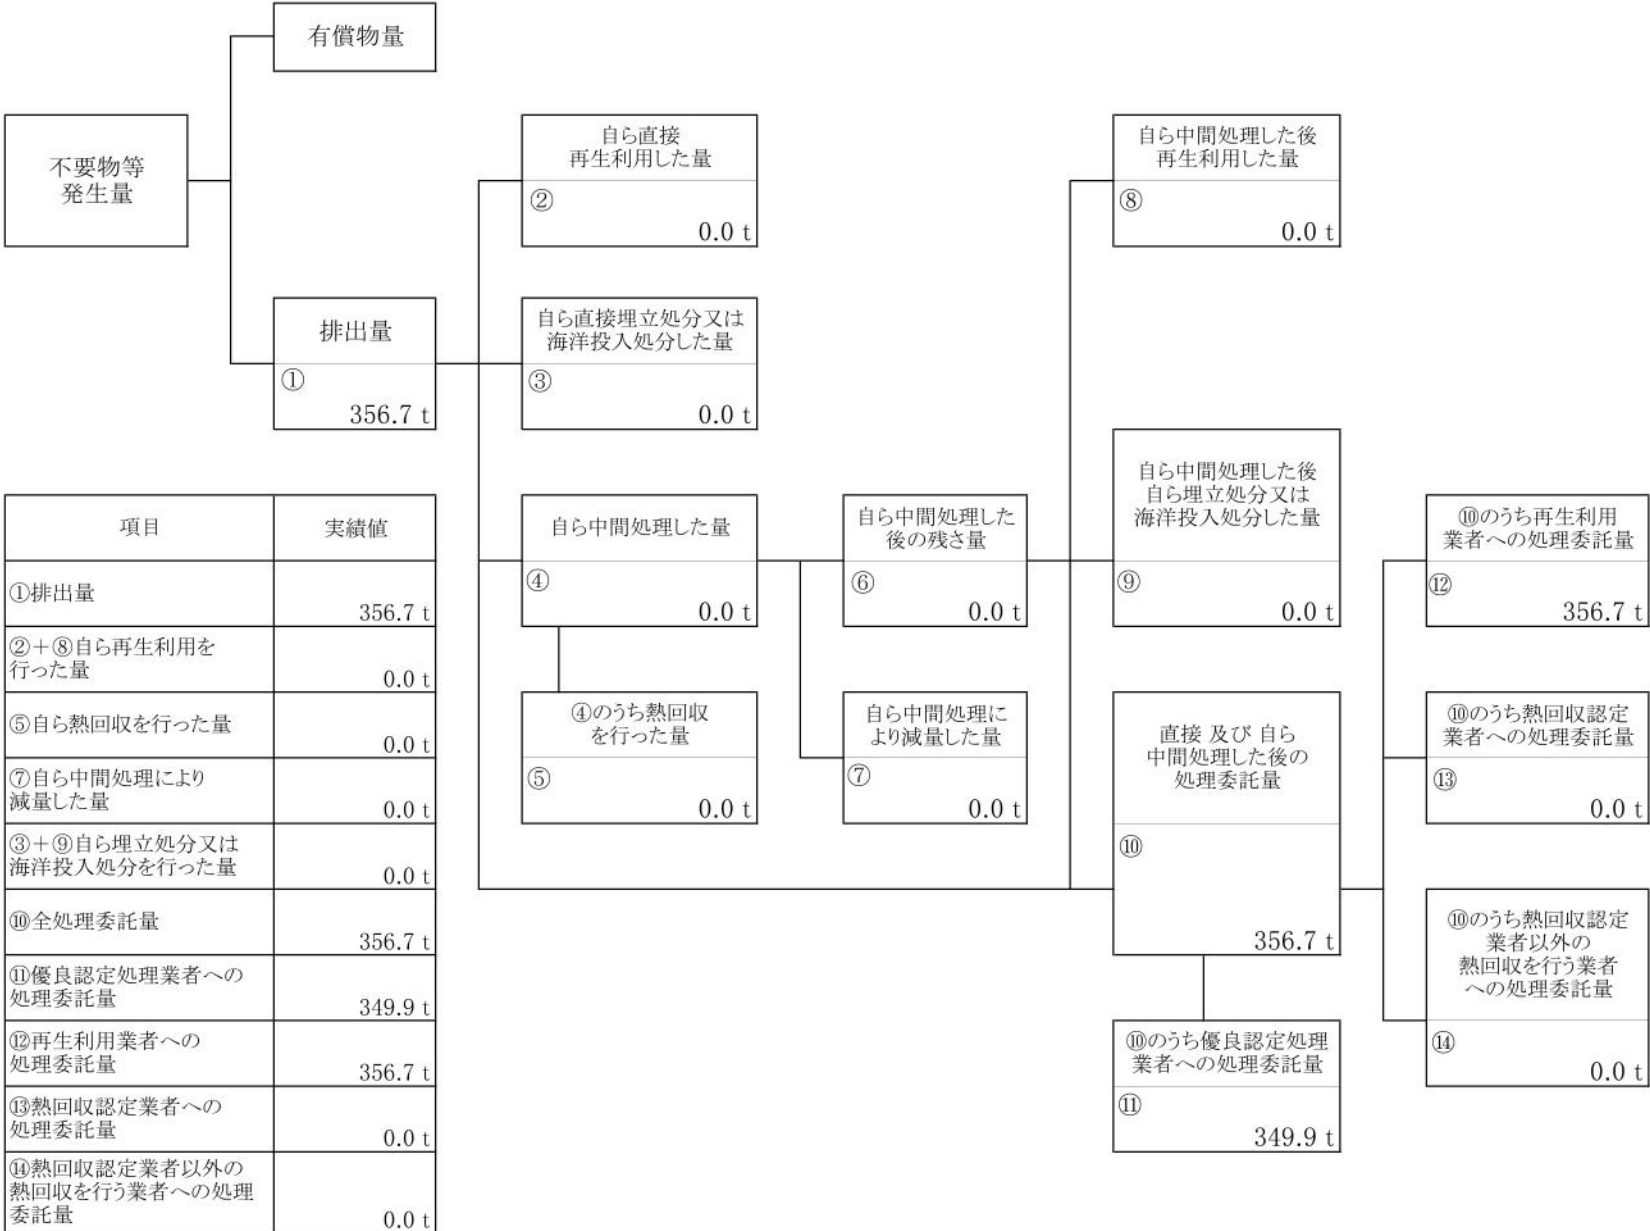 有償物量
不要物等
発生量
自ら直接
再生利用した量
②
0.0 t
自ら中間処理した後
再生利用した量
⑧
0.0 t
排出量
①
356.7 t
自ら直接埋立処分又は
海洋投入処分した量
③
0.0 t
自ら中間処理した量
④
0.0 t
自ら中間処理した
後の残さ量
⑥
0.0 t
自ら中間処理した後
自ら埋立処分又は
海洋投入処分した量
⑨
0.0 t
⑩のうち再生利用
業者への処理委託量
⑫
356.7 t
④のうち熱回収
を行った量
⑤
0.0 t
自ら中間処理に
より減量した量
⑦
0.0 t
直接 及び 自ら
中間処理した後の
処理委託量
⑩
356.7 t
⑩のうち熱回収認定
業者への処理委託量
⑬
0.0 t
⑩のうち熱回収認定
業者以外の
熱回収を行う業者
への処理委託量
⑭
0.0 t
⑩のうち優良認定処理
業者への処理委託量
⑪
349.9 t
項目
実績値
①排出量
356.7 t
②＋⑧自ら再生利用を
行った量
0.0 t
⑤自ら熱回収を行った量
0.0 t
⑦自ら中間処理により
減量した量
0.0 t
③＋⑨自ら埋立処分又は
海洋投入処分を行った量
0.0 t
⑩全処理委託量
356.7 t
⑪優良認定処理業者への
処理委託量
349.9 t
⑫再生利用業者への
処理委託量
356.7 t
⑬熱回収認定業者への
処理委託量
0.0 t
⑭熱回収認定業者以外の
熱回収を行う業者への処理
委託量
0.0 t